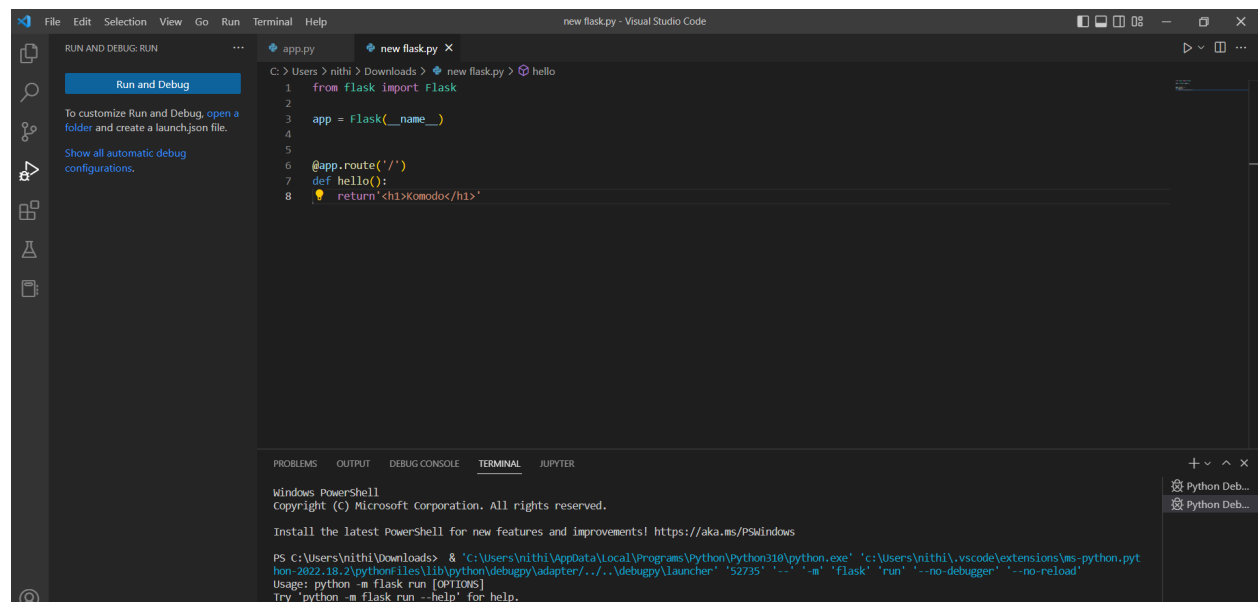 File Edit Selection View Go Run Terminal Help
new flask.py - Visual Studio Code
RUN AND DEBUG: RUN ...
Run and Debug
To customize Run and Debug, open a
folder and create a launch.json file.
Show all automatic debug
configurations.
app.py new flask.py
C: > Users > nithi > Downloads > new flask.py > hello
1 from flask import Flask
2
3 app = Flask(__name__)
4
5
6 @app.route('/')
7 def hello():
8 return'<h1>Komodo</h1>'
PROBLEMS OUTPUT DEBUG CONSOLE TERMINAL JUPYTER
Windows PowerShell
Copyright (C) Microsoft Corporation. All rights reserved.
Install the latest PowerShell for new features and improvements! https://aka.ms/PSWindows
PS C:\Users\nithi\Downloads> & 'C:\Users\nithi\AppData\Local\Programs\Python\Python310\python.exe' 'c:\Users\nithi\.vscode\extensions\ms-python.pyt
hon-2022.18.2\pythonFiles\lib\python\debugpy\adapter/../..\debugpy\launcher' '52735' '--' '-m' 'flask' 'run' '--no-debugger' '--no-reload'
Usage: python -m flask run [OPTIONS]
Try 'python -m flask run --help' for help.
Python Deb...
Python Deb...